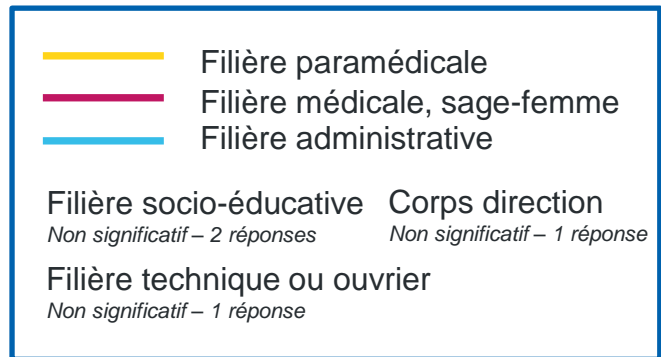 Filière paramédicale
Filière médicale, sage-femme
Filière administrative
Filière socio-éducative Corps direction
Non significatif – 2 réponses Non significatif – 1 réponse
Filière technique ou ouvrier
Non significatif – 1 réponse